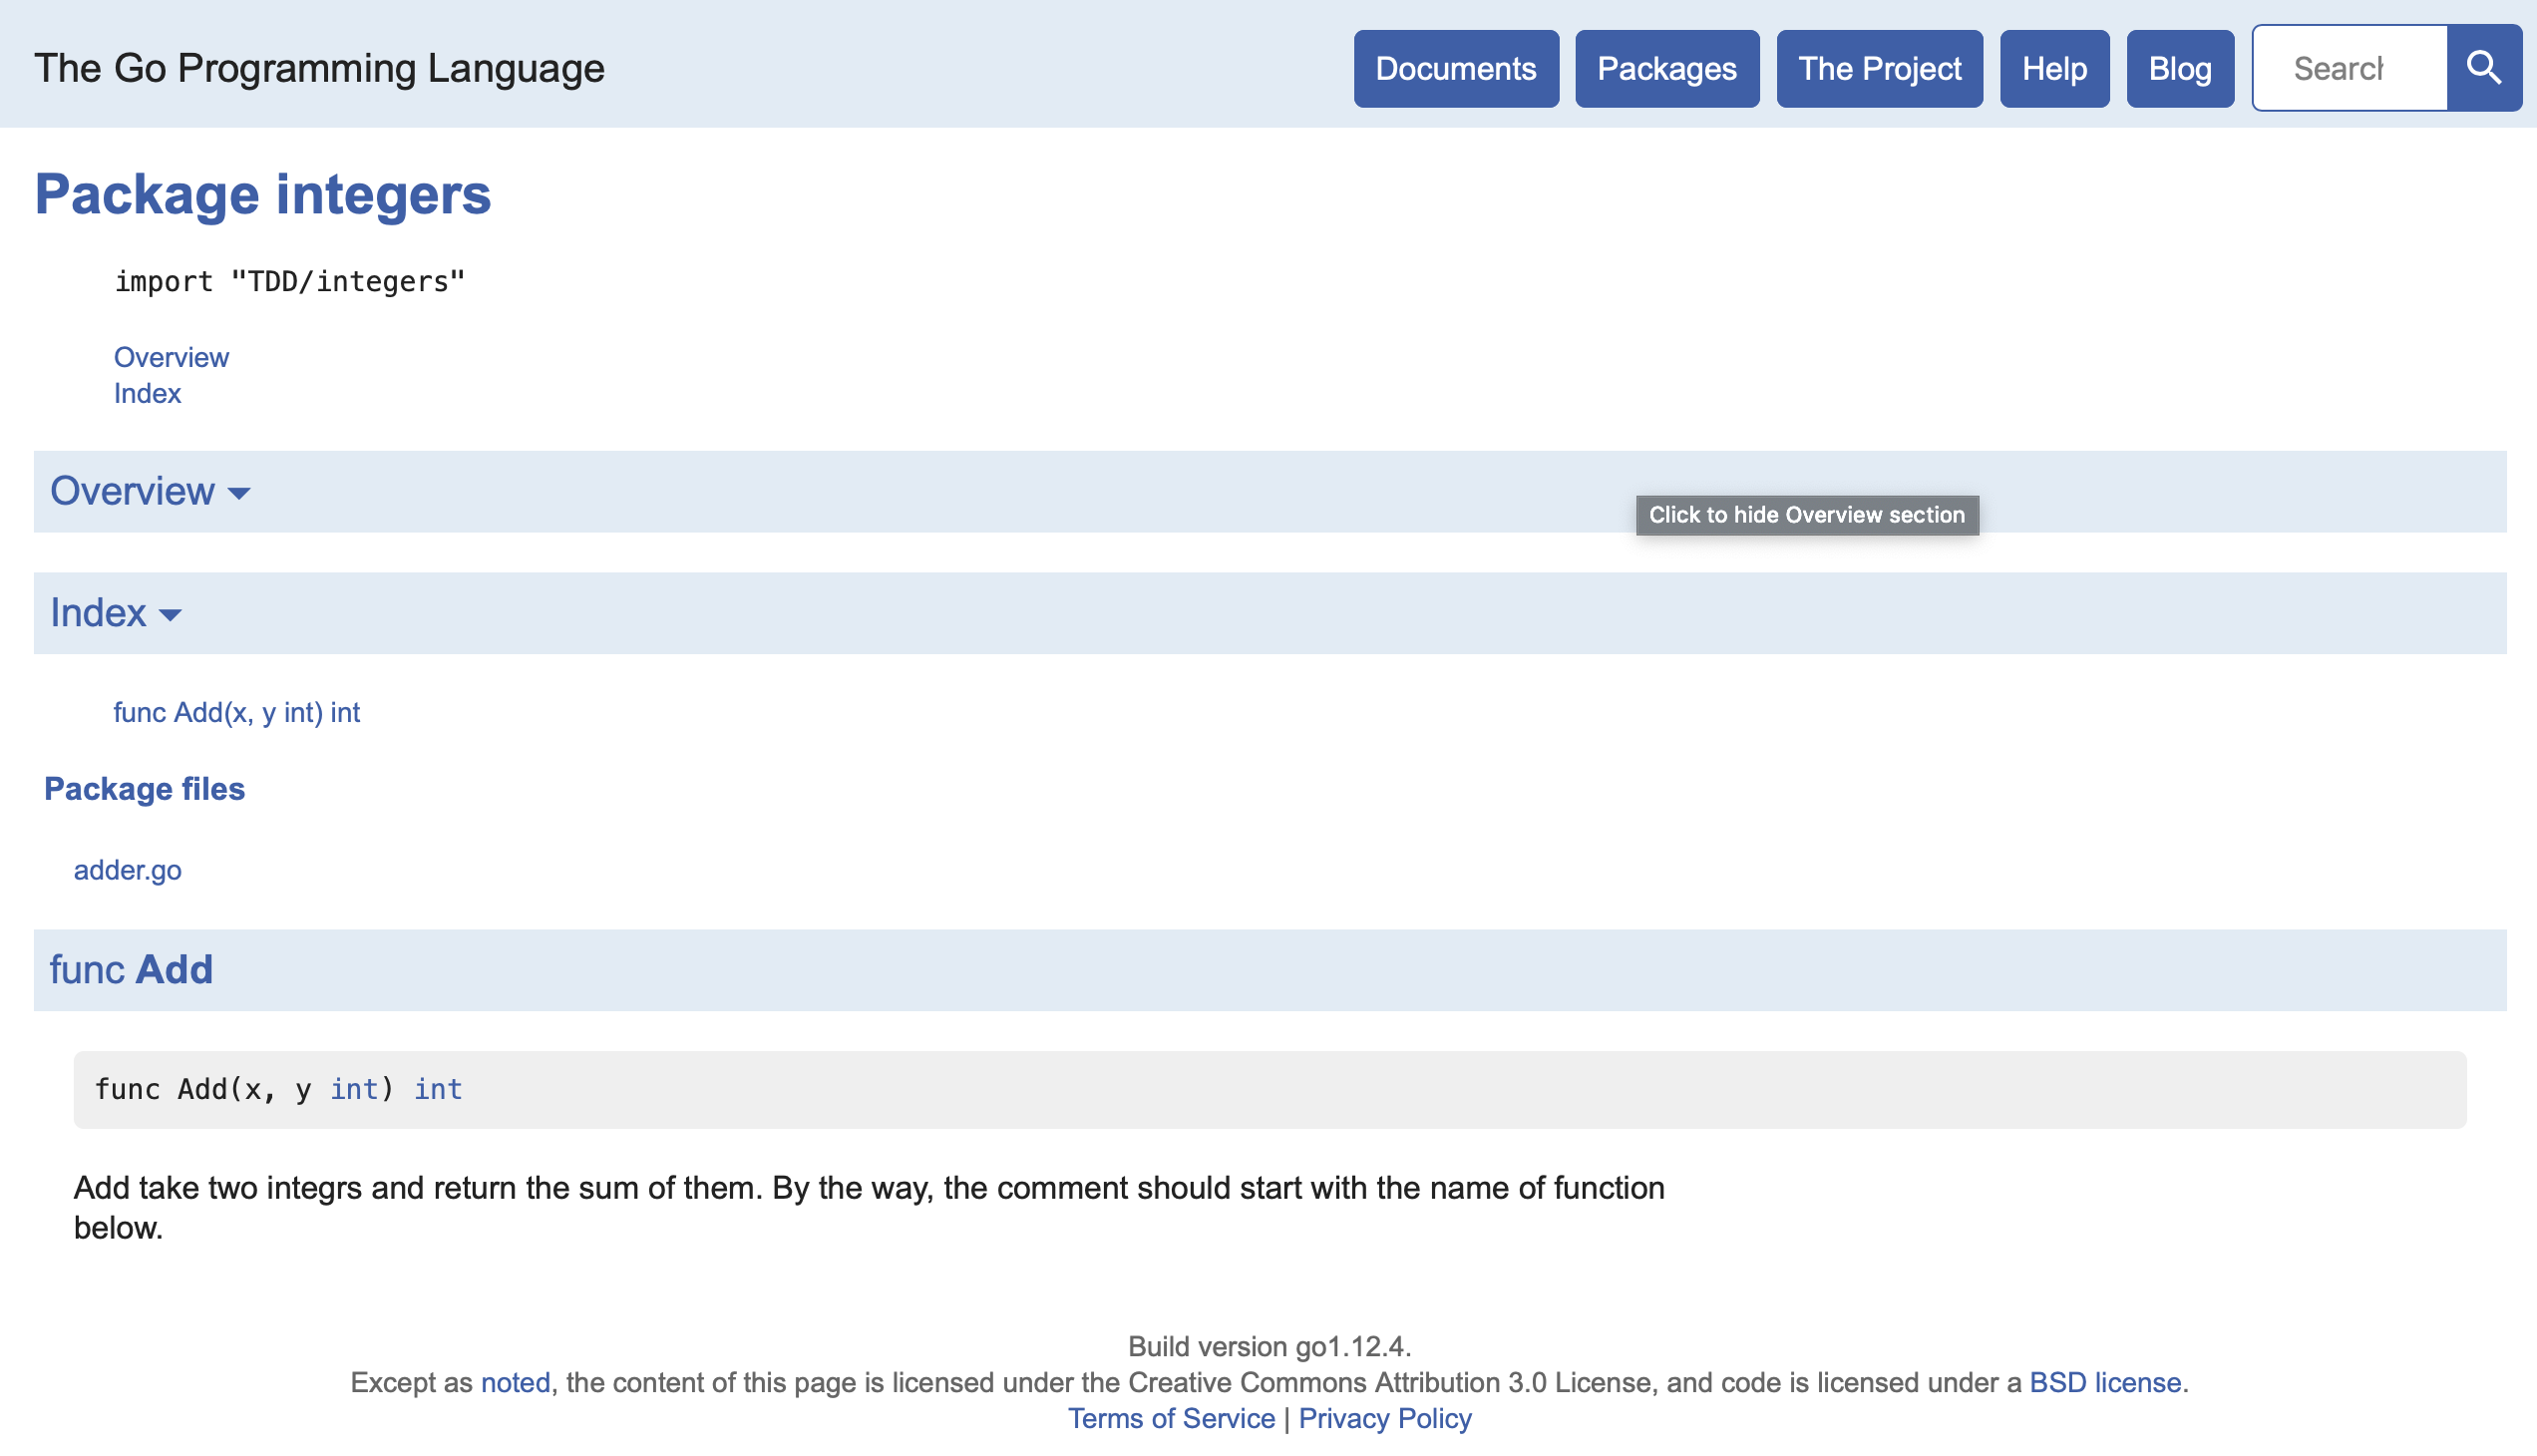 The Go Programming Language
Documents
Packages
The Project
Help
Blog
Search
Package integers
import "TDD/integers"
Overview
Index
Overview
Click to hide Overview section
Index
func Add(x, y int) int
Package files
adder.go
func Add
func Add(x, y int) int
Add take two integrs and return the sum of them. By the way, the comment should start with the name of function
below.
Build version go1.12.4.
Except as noted, the content of this page is licensed under the Creative Commons Attribution 3.0 License, and code is licensed under a BSD license.
Terms of Service | Privacy Policy